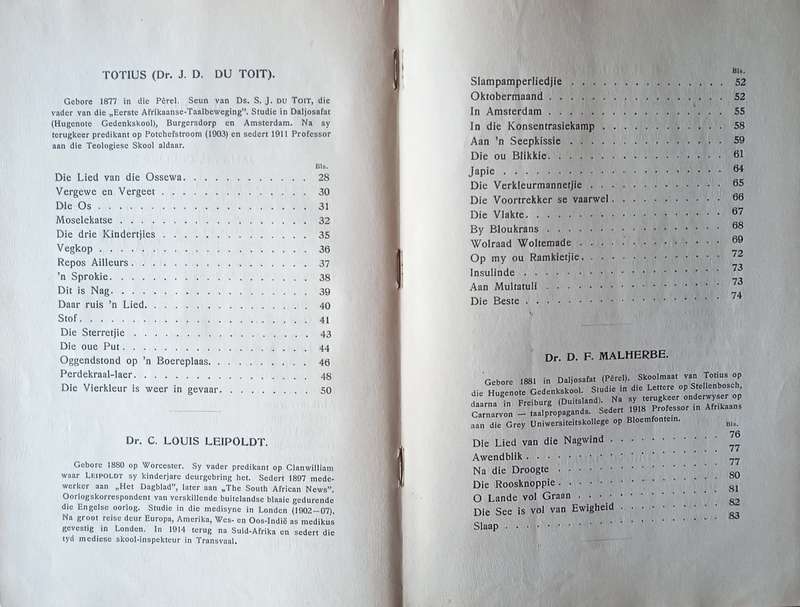 TOTIUS (Dr. J. D. DU TOIT).
Gebore 1877 in die Pêrel. Seun van Ds. S. J. DU TOIT, die
vader van die „Eerste Afrikaanse-Taalbeweging”. Studie in Daljosafat
(Hugenote Gedenkskool), Burgersdorp en Amsterdam. Na sy
terugkeer predikant op Potchefstroom (1903) en sedert 1911 Professor
aan die Teologiese Skool aldaar.
Bls.
Die Lied van die Ossewa. . . . . . . . . . . . 28
Vergewe en Vergeet . . . . . . . . . . . . . . 30
Die Os . . . . . . . . . . . . . . . . . . . . 31
Moselekatse . . . . . . . . . . . . . . . . . 32
Die drie Kindertjies . . . . . . . . . . . . . 35
Vegkop . . . . . . . . . . . . . . . . . . . . 36
Repos Ailleurs . . . . . . . . . . . . . . . . 37
’n Sprokie. . . . . . . . . . . . . . . . . . 38
Dit is Nag. . . . . . . . . . . . . . . . . . 39
Daar ruis ’n Lied. . . . . . . . . . . . . . . 40
Stof. . . . . . . . . . . . . . . . . . . . . 41
Die Sterretjie . . . . . . . . . . . . . . . . 43
Die oue Put . . . . . . . . . . . . . . . . . 44
Oggendstond op ’n Boereplaas. . . . . . . . . 46
Perdekraal-laer. . . . . . . . . . . . . . . . 48
Die Vierkleur is weer in gevaar. . . . . . . . 50
Dr. C. LOUIS LEIPOLDT.
Gebore 1880 op Worcester. Sy vader predikant op Clanwilliam
waar LEIPOLDT sy kinderjare deurgebring het. Sedert 1897 mede-
werker aan „Het Dagblad”, later aan „The South African News”.
Oorlogskorrespondent van verskillende buitelandse blaaie gedurende
die Engelse oorlog. Studie in die medisyne in Londen (1902—07).
Na groot reise deur Europa, Amerika, Wes- en Oos-Indië as medikus
gevestig in Londen. In 1914 terug na Suid-Afrika en sedert die
tyd mediese skool-inspekteur in Transvaal.
Bls.
Slampamperliedjie . . . . . . . . . . . . . . 52
Oktobermaand . . . . . . . . . . . . . . . . . 52
In Amsterdam . . . . . . . . . . . . . . . . . 55
In die Konsentrasiekamp . . . . . . . . . . . 58
Aan ’n Seepkissie . . . . . . . . . . . . . . 59
Die ou Blikkie. . . . . . . . . . . . . . . . 61
Japie . . . . . . . . . . . . . . . . . . . . 64
Die Verkleurmannetjie . . . . . . . . . . . . 65
Die Voortrekker se vaarwel . . . . . . . . . . 66
Die Vlakte. . . . . . . . . . . . . . . . . . 67
By Bloukrans . . . . . . . . . . . . . . . . . 68
Wolraad Woltemade . . . . . . . . . . . . . . 69
Op my ou Ramkietjie. . . . . . . . . . . . . . 72
Insulinde . . . . . . . . . . . . . . . . . . 73
Aan Multatuli . . . . . . . . . . . . . . . . 73
Die Beste . . . . . . . . . . . . . . . . . . 74
Dr. D. F. MALHERBE.
Gebore 1881 in Daljosafat (Pêrel). Skoolmaat van Totius op
die Hugenote Gedenkskool. Studie in die Lettere op Stellenbosch,
daarna in Freiburg (Duitsland). Na sy terugkeer onderwyser op
Carnarvon — taalpropaganda. Sedert 1918 Professor in Afrikaans
aan die Grey Uniwersiteitskollege op Bloemfontein.
Bls.
Die Lied van die Nagwind . . . . . . . . . . . 76
Awendblik . . . . . . . . . . . . . . . . . . 77
Na die Droogte . . . . . . . . . . . . . . . . 77
Die Roosknoppie . . . . . . . . . . . . . . . 80
O Lande vol Graan . . . . . . . . . . . . . . 81
Die See is vol van Ewigheid . . . . . . . . . 82
Slaap . . . . . . . . . . . . . . . . . . . . 83